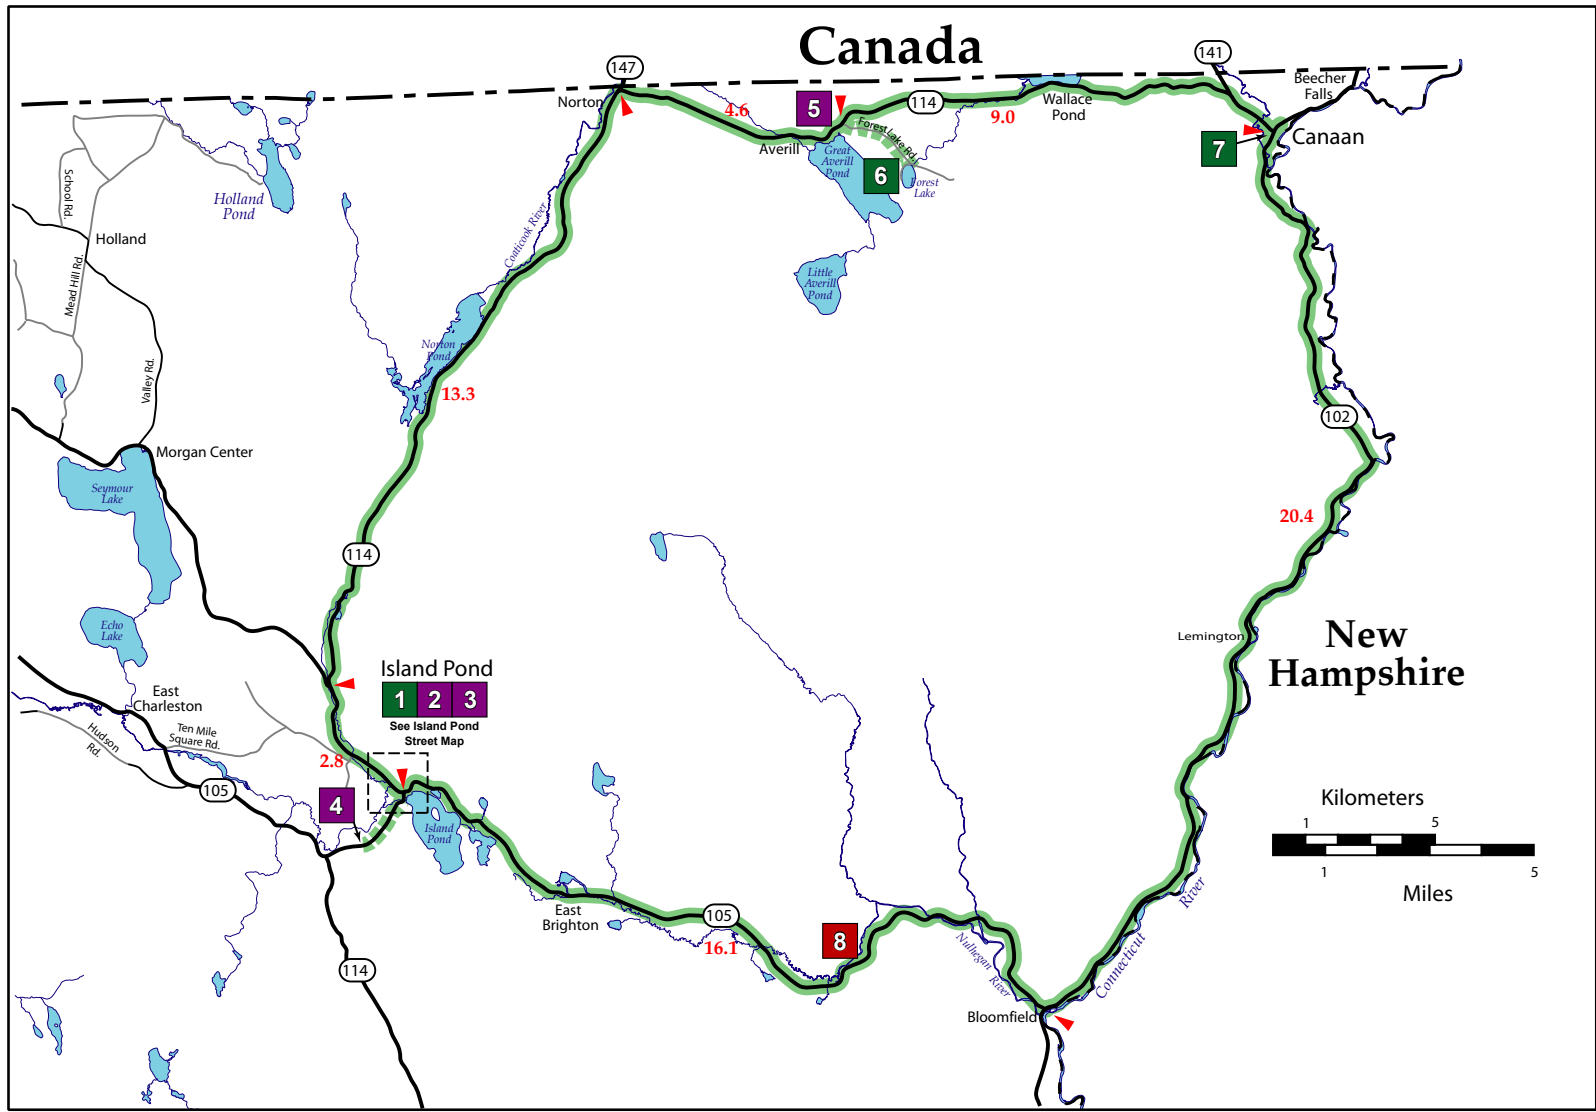 Canada
147
141
Norton
4.6
5
114
9.0
Wallace
Pond
Beecher
Falls
Canaan
7
Averill
Forest Lake Rd.
Great
Averill
Pond
6
Forest
Lake
Little
Averill
Pond
Holland
Pond
School Rd.
Holland
Mead Hill Rd.
Valley Rd.
Coaticook River
Norton
Pond
13.3
102
Morgan Center
Seymour
Lake
114
20.4
Echo
Lake
Lemington
New
Hampshire
Island Pond
1
2
3
See Island Pond
Street Map
East
Charleston
Ten Mile
Square Rd.
Hudson
Rd.
2.8
105
4
Island
Pond
Kilometers
1
5
1
5
Miles
East
Brighton
105
16.1
8
Nulhegan
River
Connecticut
River
114
Bloomfield